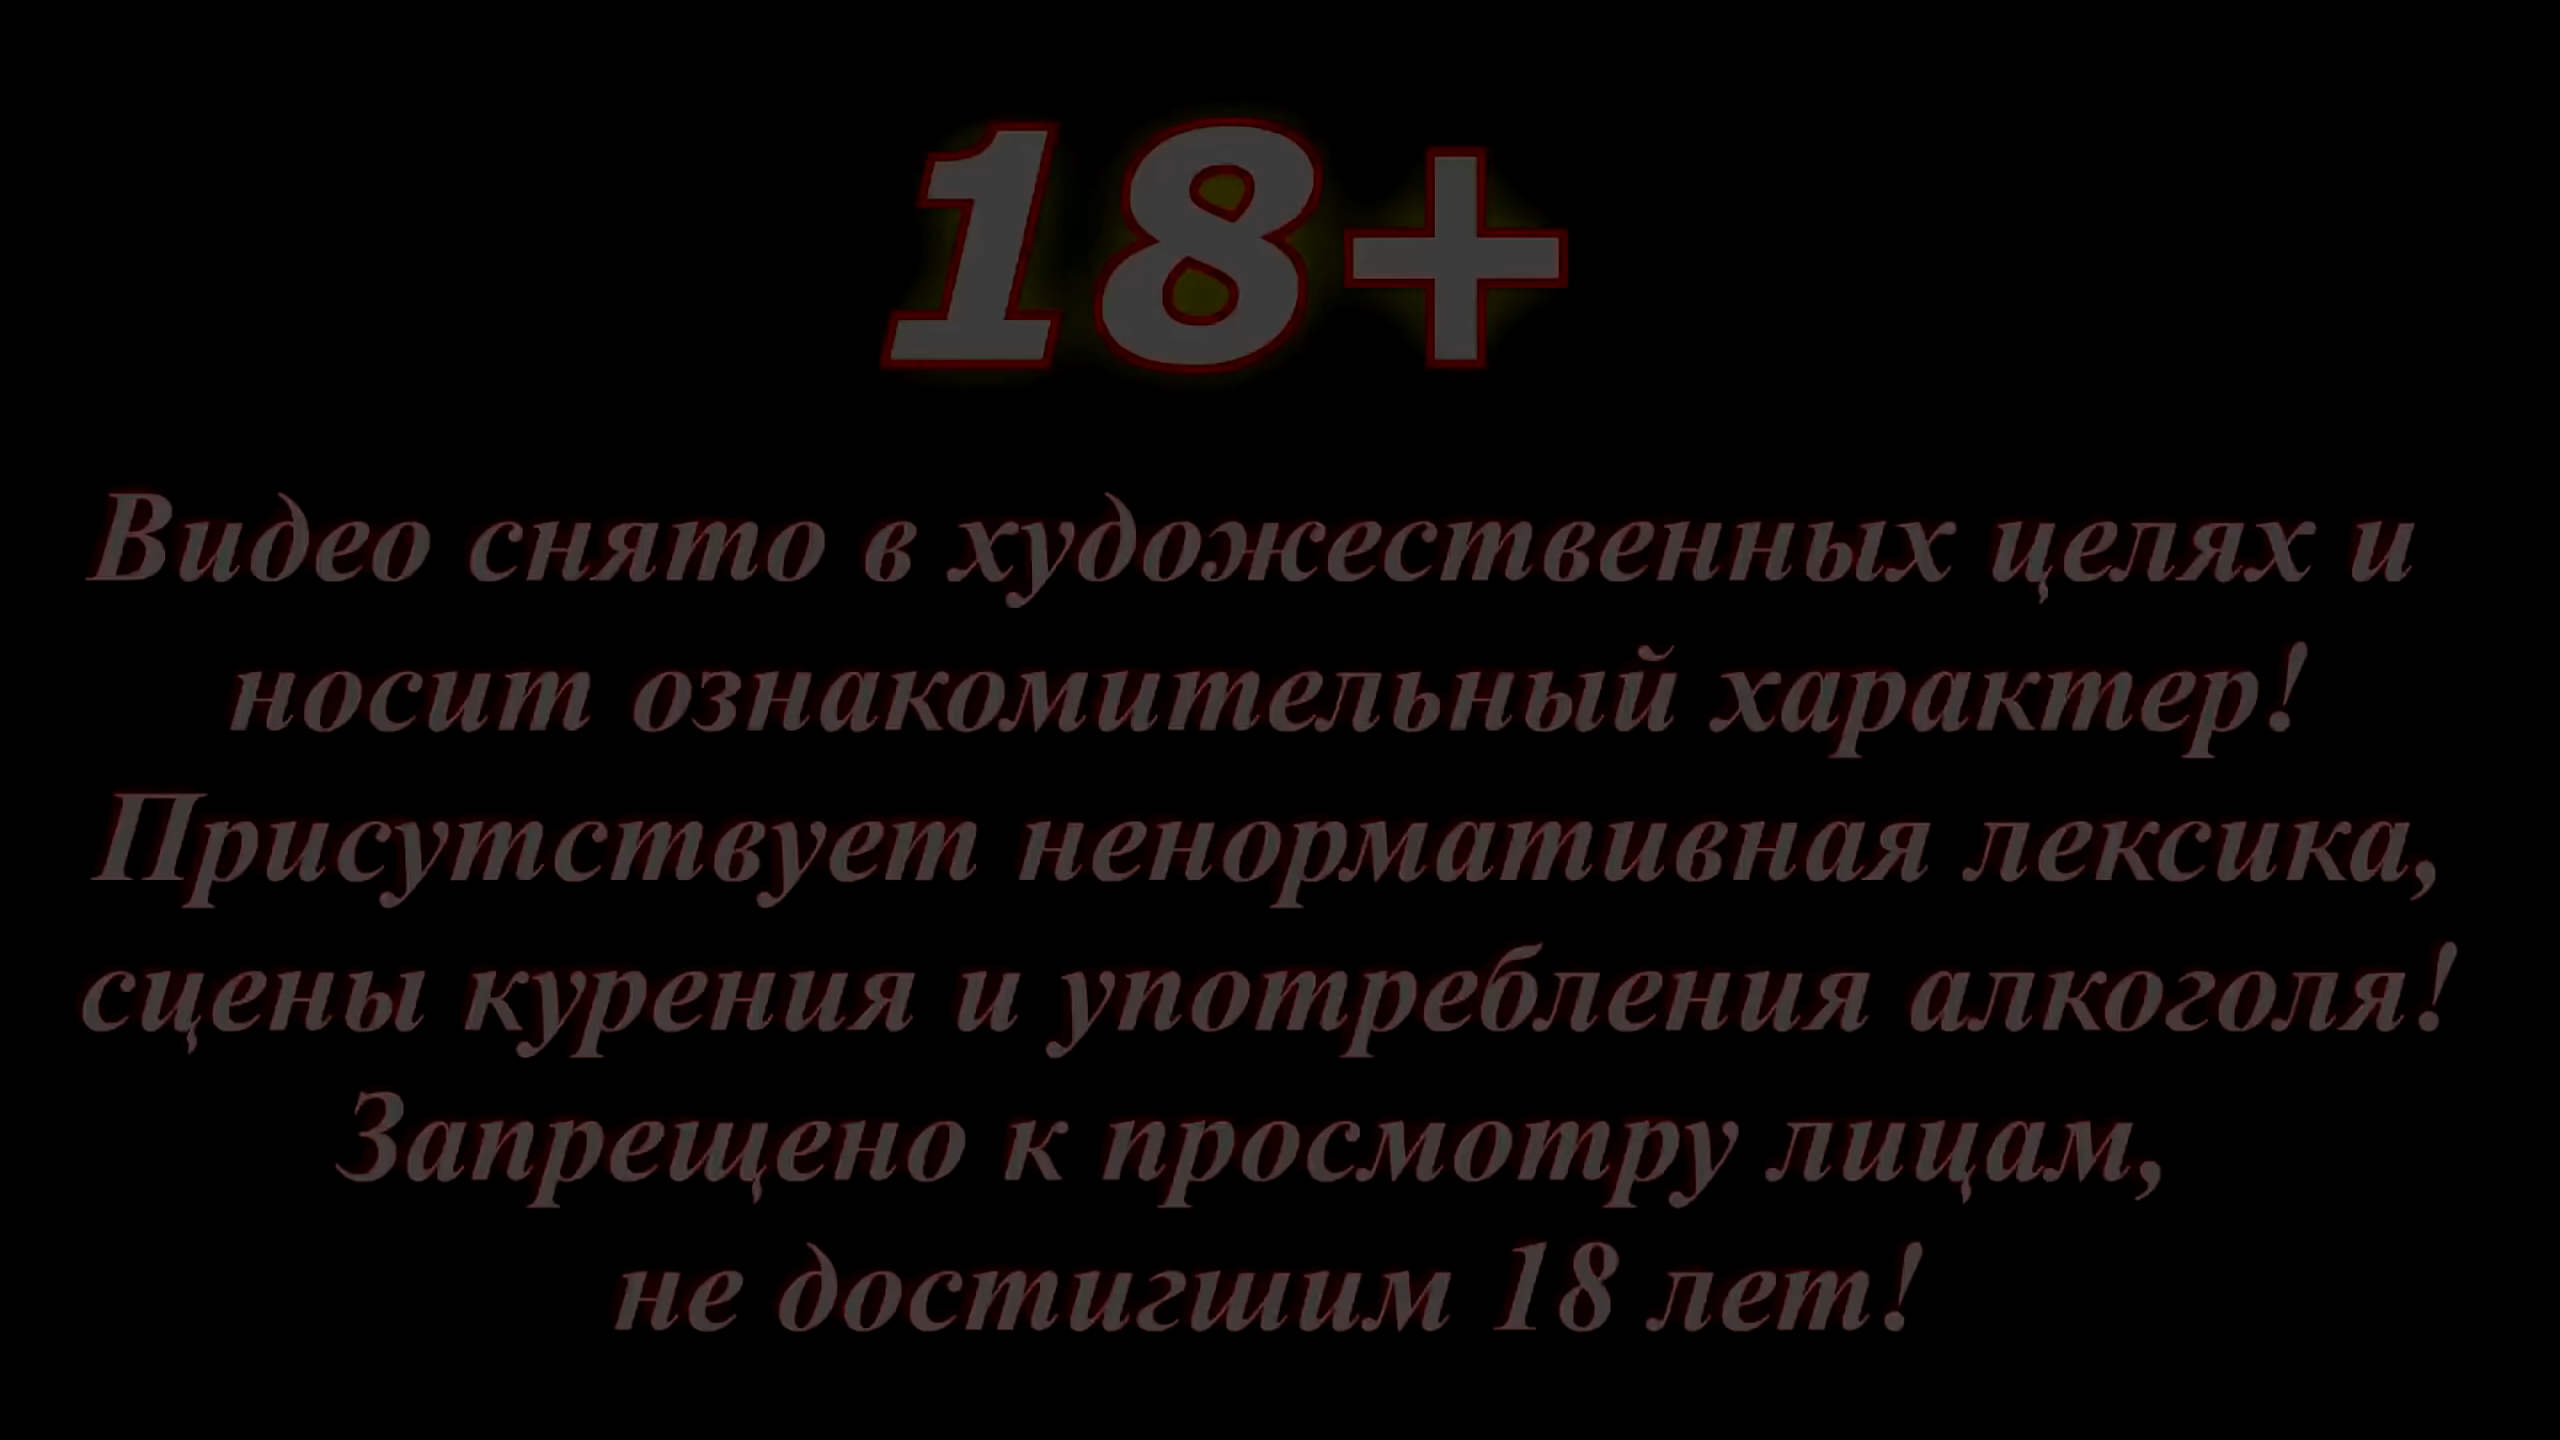 18+
Видео снято в художественных целях и
носит ознакомительный характер!
Присутствует ненормативная лексика,
сцены курения и употребления алкоголя!
Запрещено к просмотру лицам,
не достигшим 18 лет!